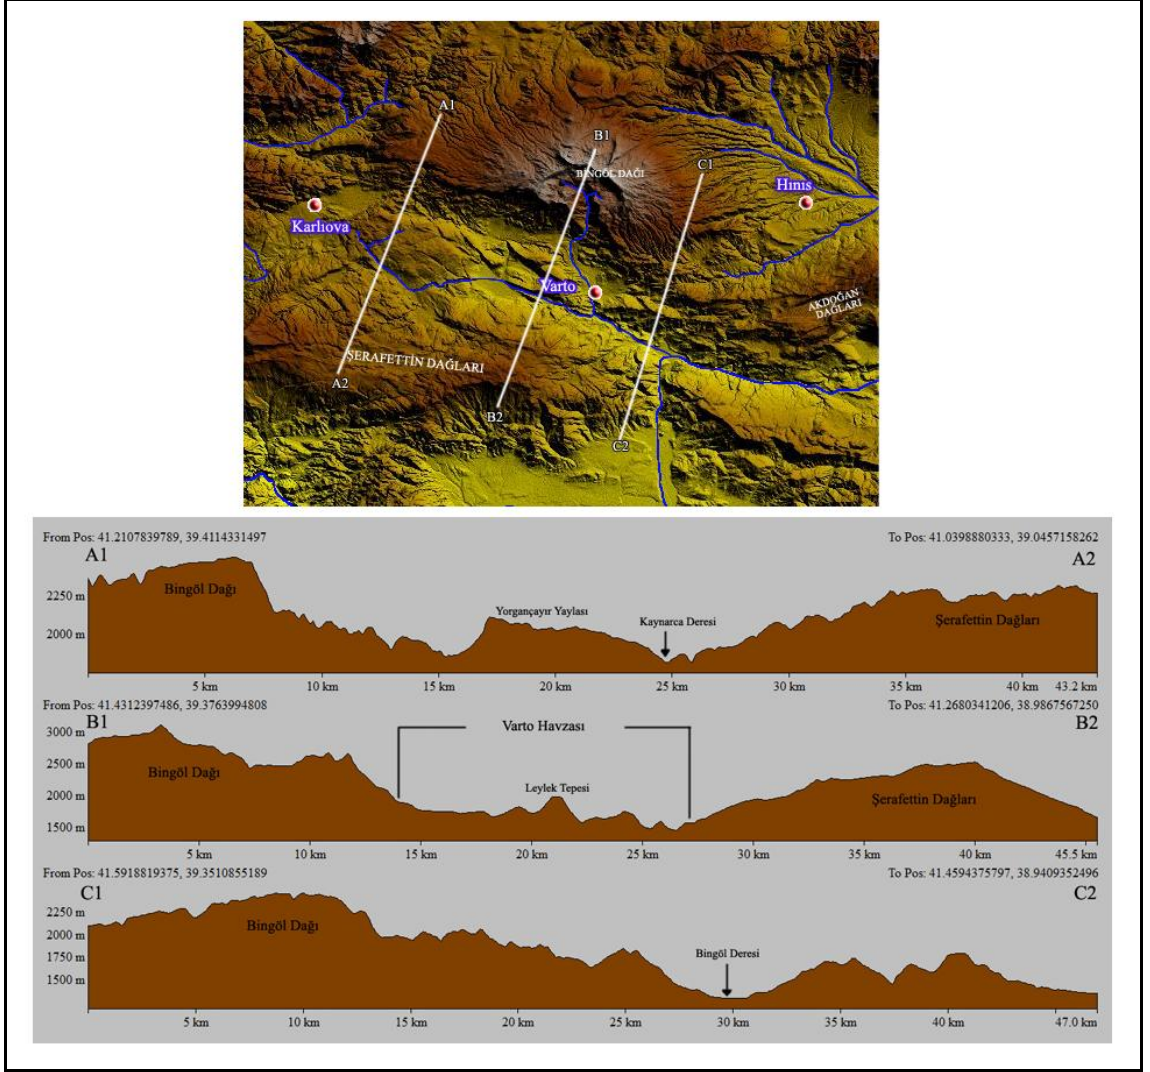 A1
B1
BİNGÖL DAĞI
C1
Hınıs
Karlıova
Varto
AKDOĞAN
DAĞLARI
ŞERAFETTİN DAĞLARI
A2
B2
C2
From Pos: 41.2107839789, 39.4114331497
To Pos: 41.0398880333, 39.0457158262
A1
A2
Bingöl Dağı
Yorgançayır Yaylası
Kaynarca Deresi
Şerafettin Dağları
2250 m
2000 m
5 km 10 km 15 km 20 km 25 km 30 km 35 km 40 km 43.2 km
From Pos: 41.4312397486, 39.3763994808
To Pos: 41.2680341206, 38.9867567250
B1
B2
Varto Havzası
Bingöl Dağı
Leylek Tepesi
Şerafettin Dağları
3000 m
2500 m
2000 m
1500 m
5 km 10 km 15 km 20 km 25 km 30 km 35 km 40 km 45.5 km
From Pos: 41.5918819375, 39.3510855189
To Pos: 41.4594375797, 38.9409352496
C1
C2
Bingöl Dağı
Bingöl Deresi
2250 m
2000 m
1750 m
1500 m
5 km 10 km 15 km 20 km 25 km 30 km 35 km 40 km 47.0 km